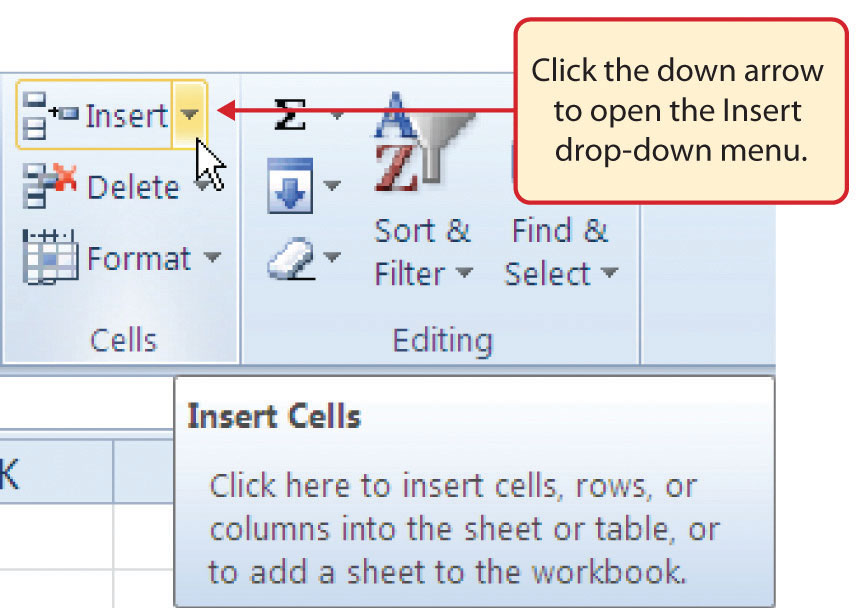 Click the down arrow
to open the Insert
drop-down menu.
Insert
Σ
A
Z
Delete
Format
Sort &
Filter
Find &
Select
Cells
Editing
Insert Cells
Click here to insert cells, rows, or
columns into the sheet or table, or
to add a sheet to the workbook.
K